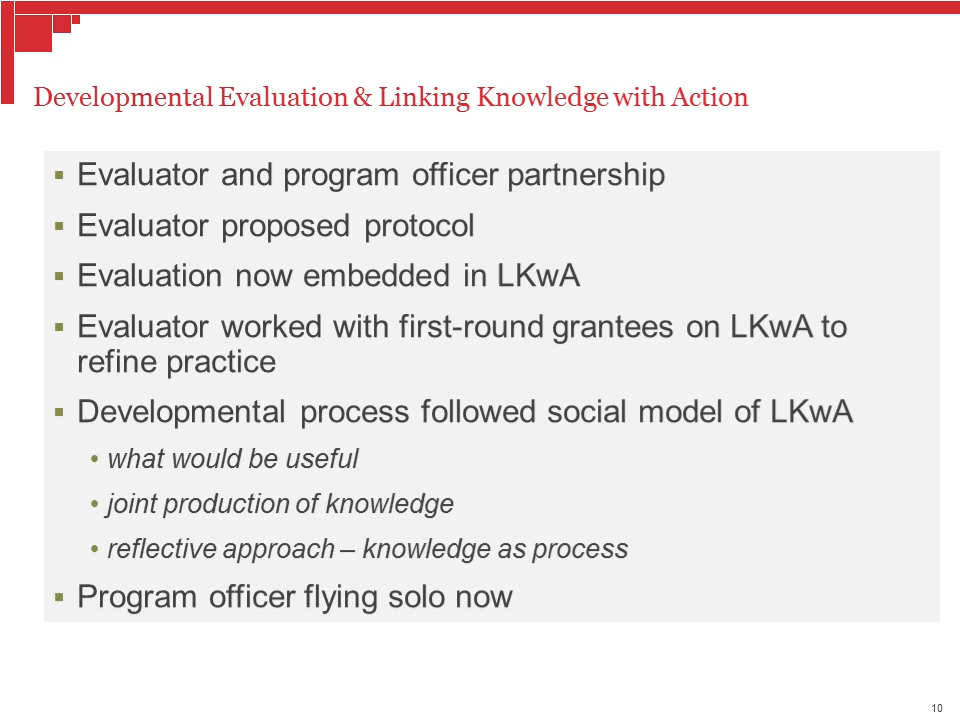 Developmental Evaluation & Linking Knowledge with Action
▪ Evaluator and program officer partnership
▪ Evaluator proposed protocol
▪ Evaluation now embedded in LKwA
▪ Evaluator worked with first-round grantees on LKwA to
refine practice
▪ Developmental process followed social model of LKwA
• what would be useful
• joint production of knowledge
• reflective approach – knowledge as process
▪ Program officer flying solo now
10